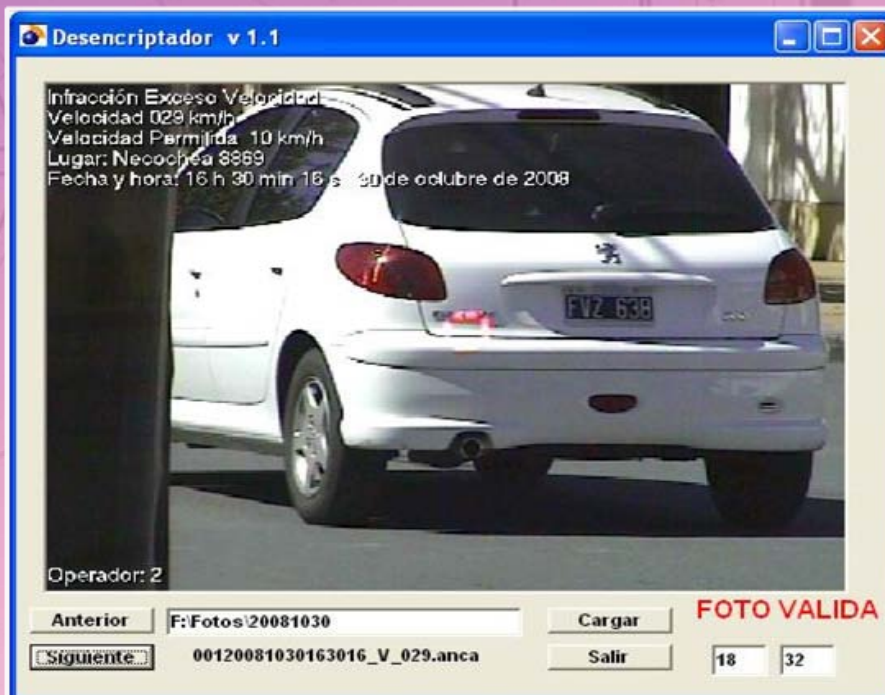 Desencriptador v 1.1
Infracción Exceso Velocidad
Velocidad 029 km/h
Velocidad Permitida 10 km/h
Lugar: Necochea 8869
Fecha y hora: 16 h 30 min 16 s 30 de octubre de 2008
FVZ 638
Operador: 2
Anterior
F:\Fotos\20081030
Cargar
FOTO VALIDA
Siguiente
00120081030163016_V_029.anca
Salir
18
32